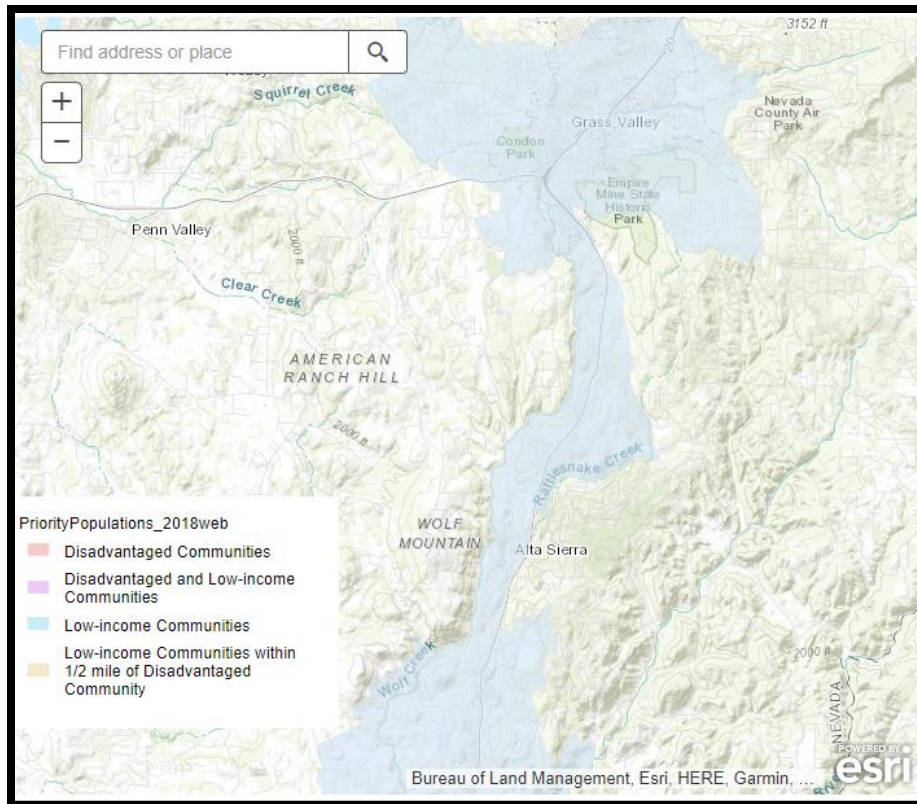 Find address or place
3152 ft
Squirrel Creek
20
Grass Valley
Nevada
County Air
Park
Condon
Park
Empire
Mine State
Historic
Park
Penn Valley
2000 ft
Clear Creek
AMERICAN
RANCH HILL
2000 ft
Rattlesnake Creek
WOLF
MOUNTAIN
Alta Sierra
Wolf Creek
PriorityPopulations_2018web
Disadvantaged Communities
Disadvantaged and Low-income
Communities
Low-income Communities
Low-income Communities within
1/2 mile of Disadvantaged
Community
2000 ft
NEVADA
POWERED BY
esri
Bureau of Land Management, Esri, HERE, Garmin, ...